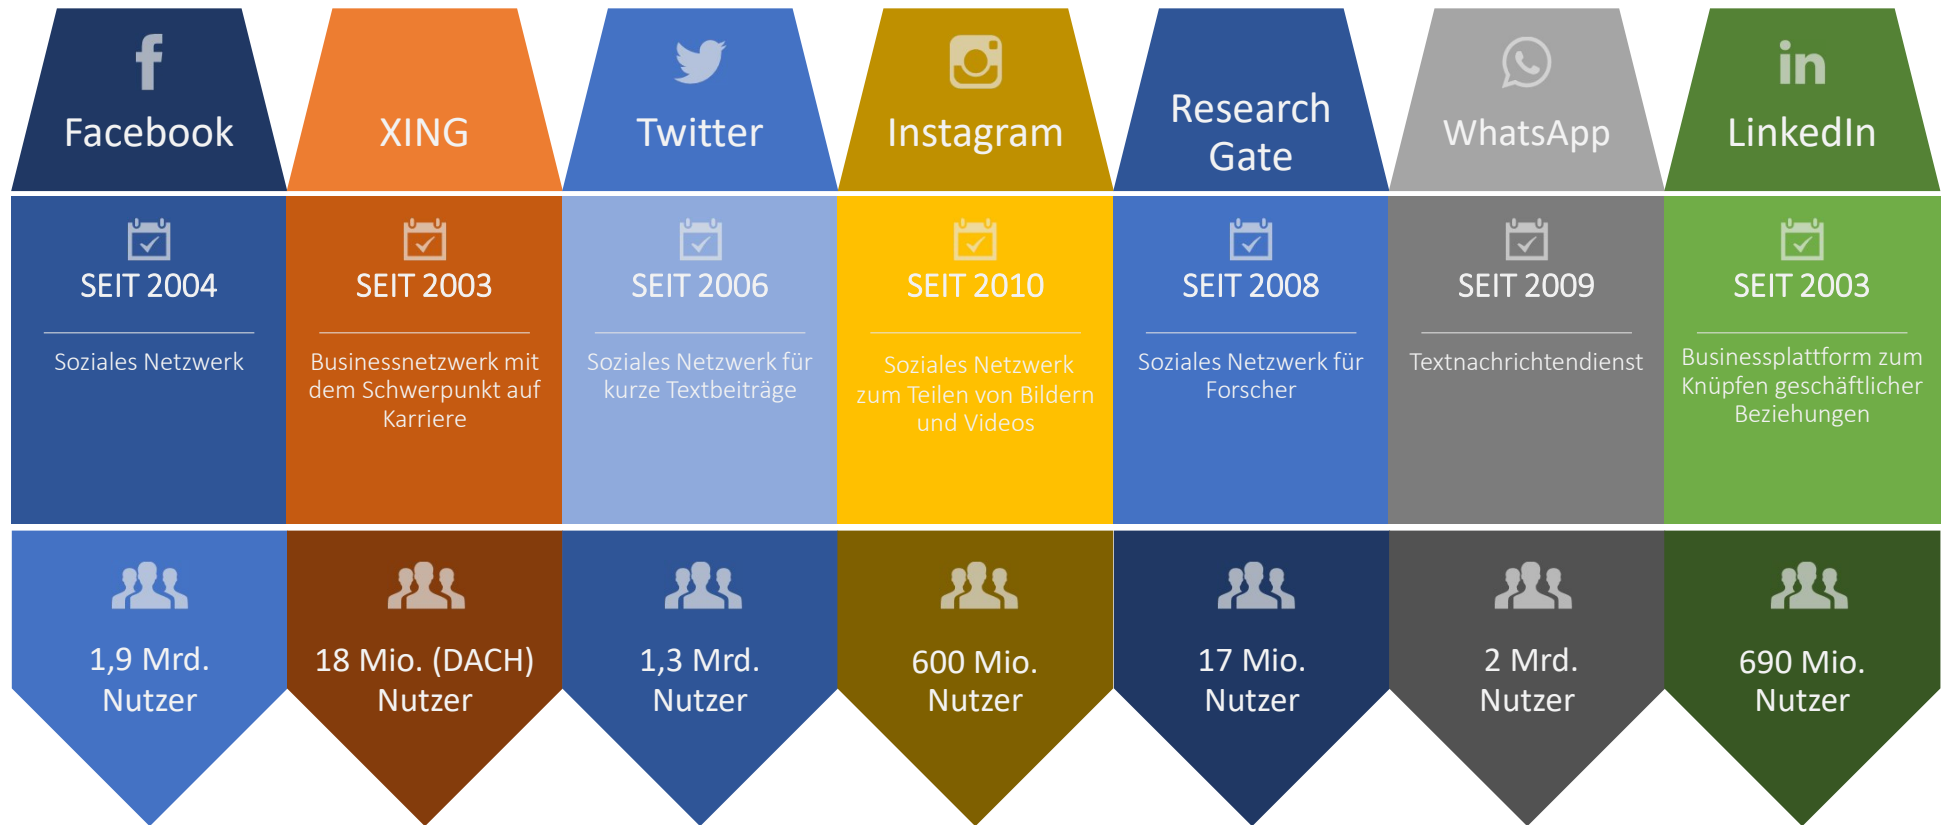 Facebook
SEIT 2004
Soziales Netzwerk
1,9 Mrd.
Nutzer
XING
SEIT 2003
Businessnetzwerk mit
dem Schwerpunkt auf
Karriere
18 Mio. (DACH)
Nutzer
Twitter
SEIT 2006
Soziales Netzwerk für
kurze Textbeiträge
1,3 Mrd.
Nutzer
Instagram
SEIT 2010
Soziales Netzwerk
zum Teilen von Bildern
und Videos
600 Mio.
Nutzer
Research
Gate
SEIT 2008
Soziales Netzwerk für
Forscher
17 Mio.
Nutzer
WhatsApp
SEIT 2009
Textnachrichtendienst
2 Mrd.
Nutzer
in
LinkedIn
SEIT 2003
Businessplattform zum
Knüpfen geschäftlicher
Beziehungen
690 Mio.
Nutzer